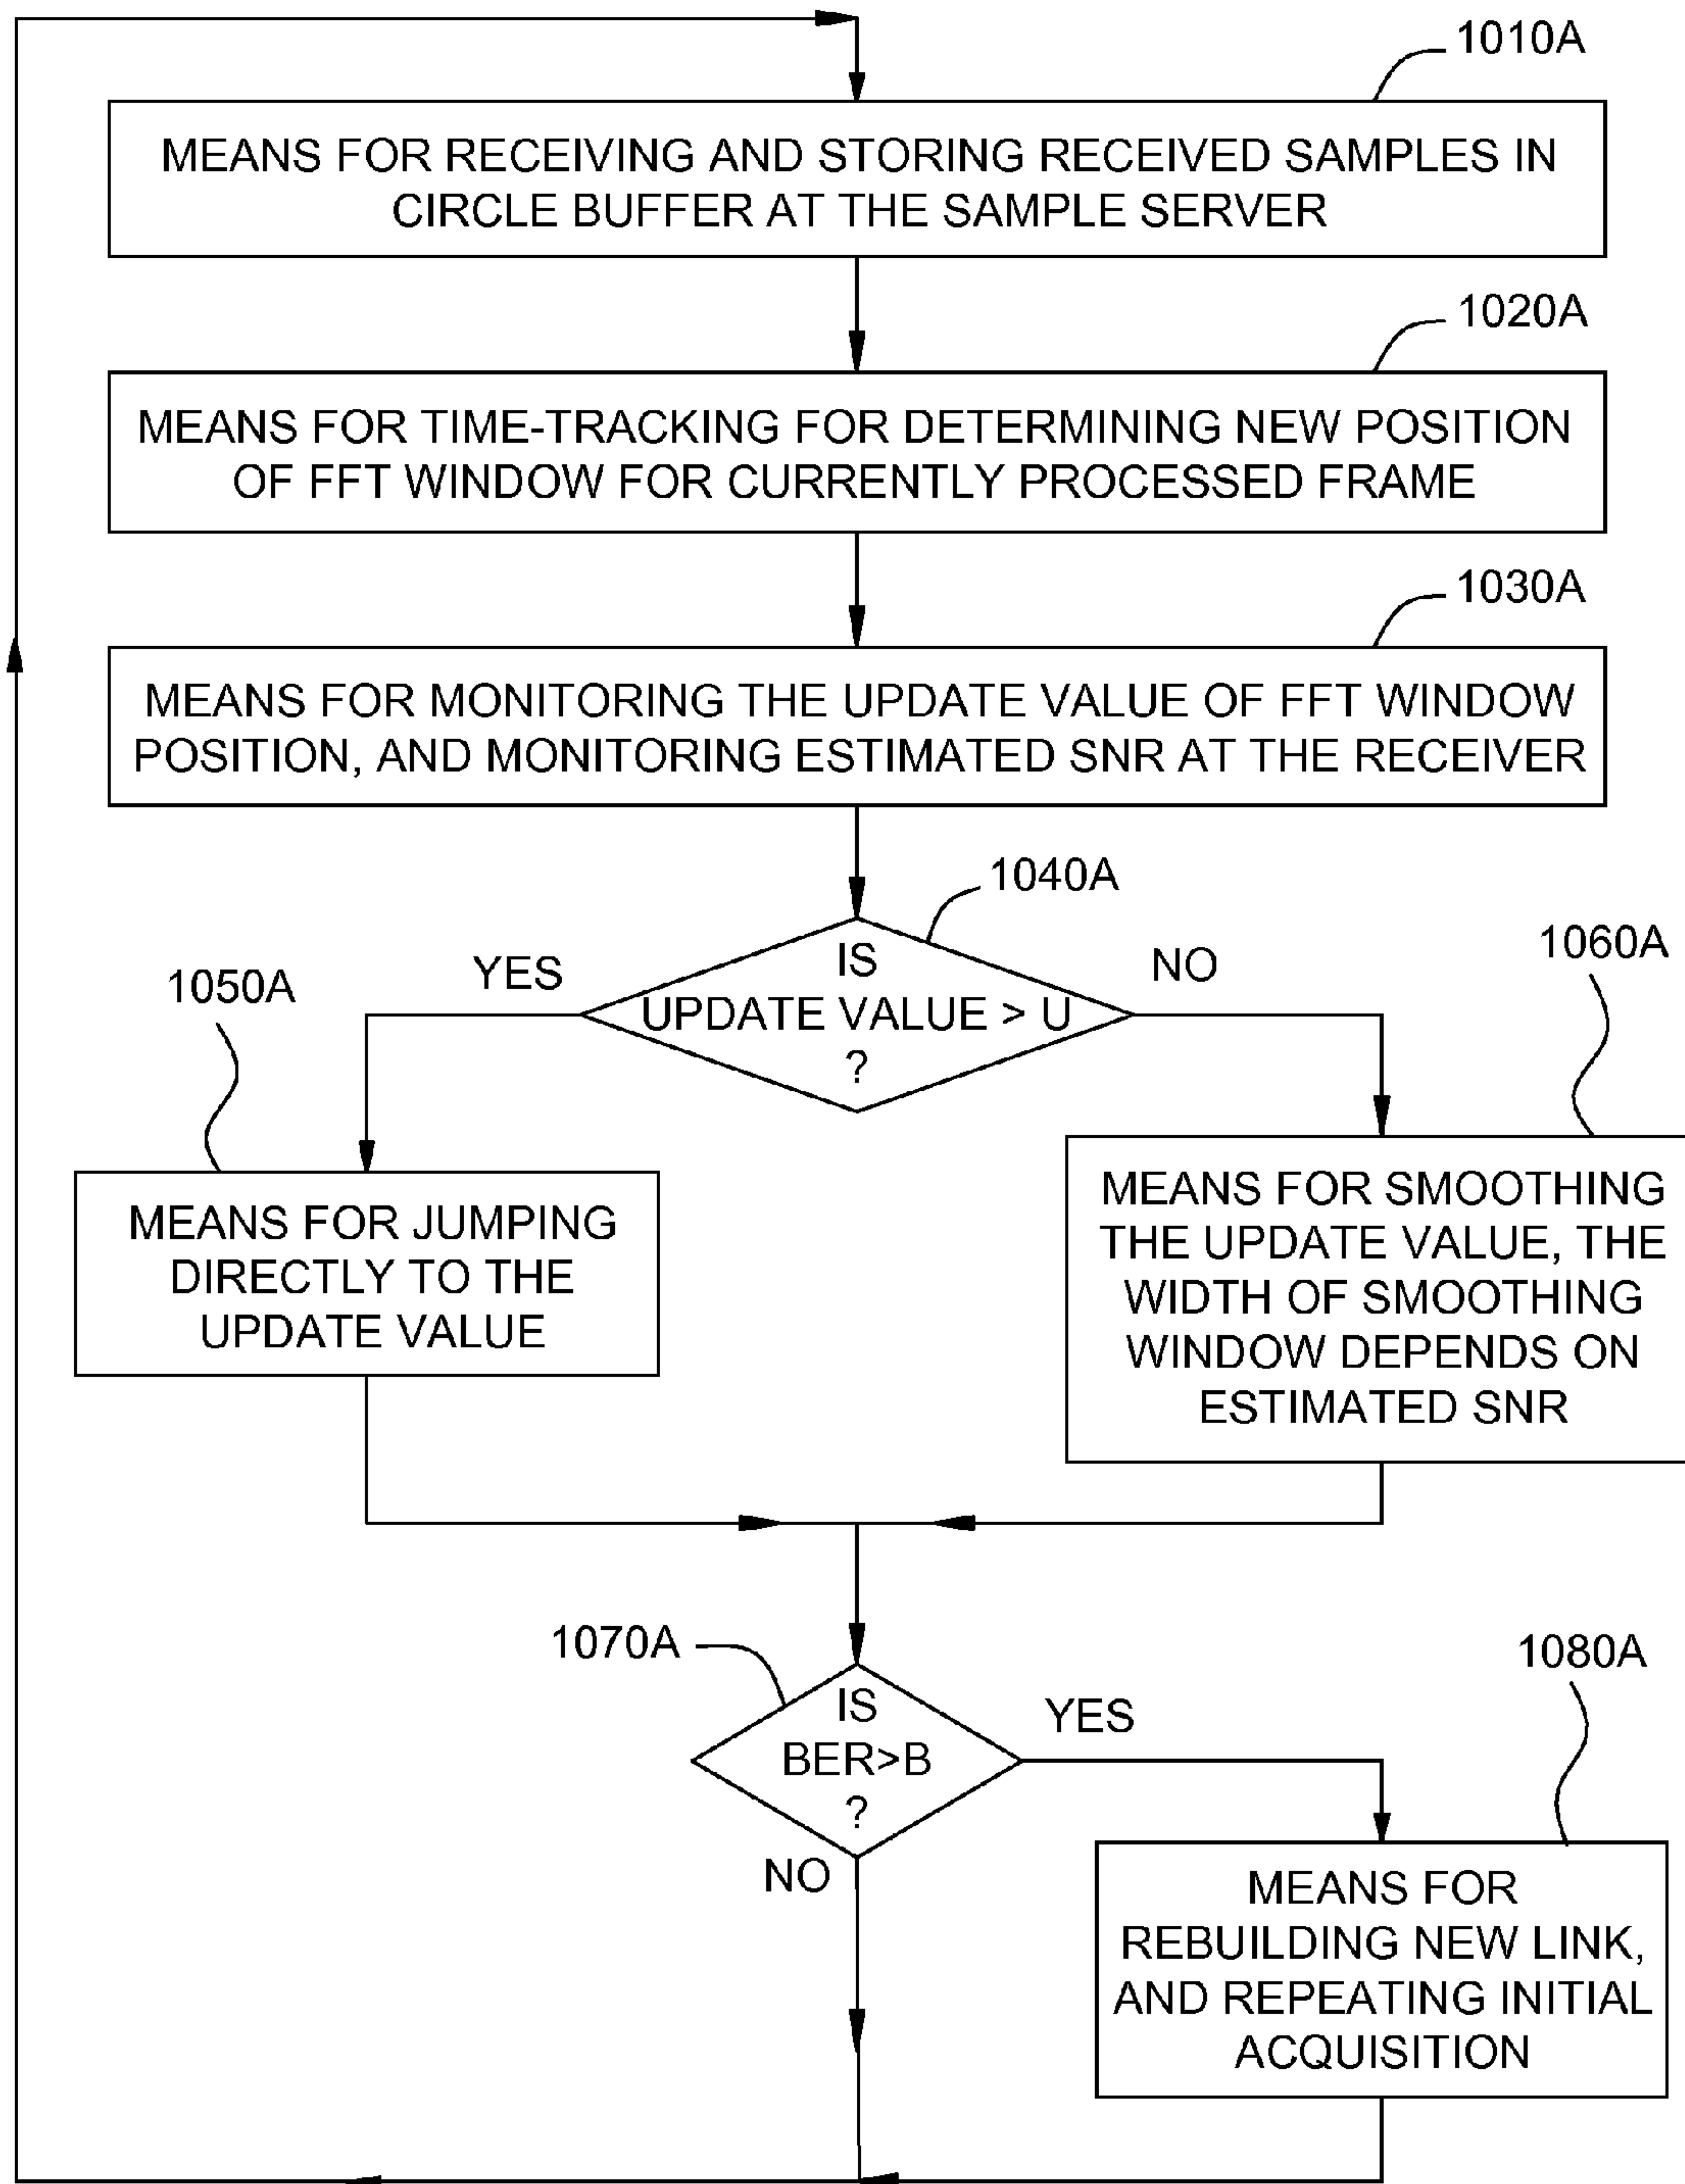 1010A
MEANS FOR RECEIVING AND STORING RECEIVED SAMPLES IN
CIRCLE BUFFER AT THE SAMPLE SERVER
1020A
MEANS FOR TIME-TRACKING FOR DETERMINING NEW POSITION
OF FFT WINDOW FOR CURRENTLY PROCESSED FRAME
1030A
MEANS FOR MONITORING THE UPDATE VALUE OF FFT WINDOW
POSITION, AND MONITORING ESTIMATED SNR AT THE RECEIVER
1040A
IS
UPDATE VALUE > U
?
YES
NO
1050A
MEANS FOR JUMPING
DIRECTLY TO THE
UPDATE VALUE
1060A
MEANS FOR SMOOTHING
THE UPDATE VALUE, THE
WIDTH OF SMOOTHING
WINDOW DEPENDS ON
ESTIMATED SNR
1070A
IS
BER>B
?
YES
NO
1080A
MEANS FOR
REBUILDING NEW LINK,
AND REPEATING INITIAL
ACQUISITION